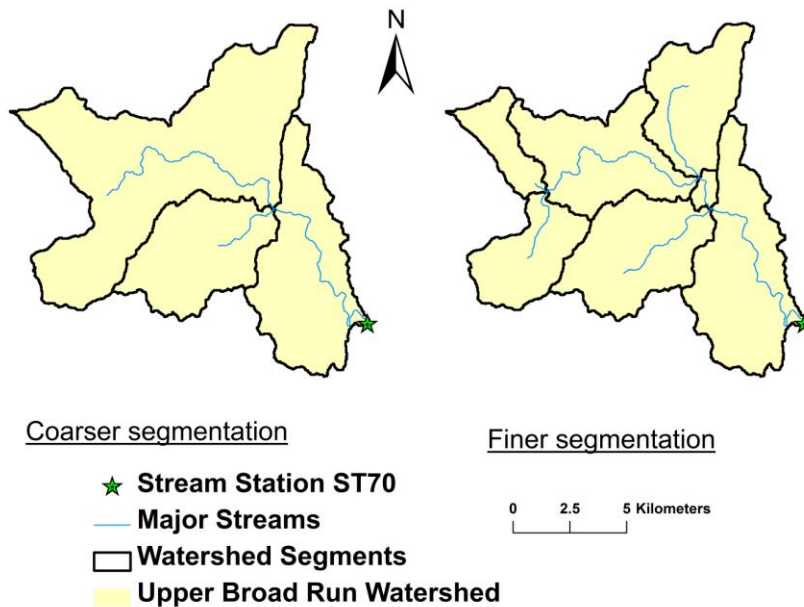 N
Coarser segmentation
Finer segmentation
Stream Station ST70
Major Streams
Watershed Segments
Upper Broad Run Watershed
0 2.5 5 Kilometers